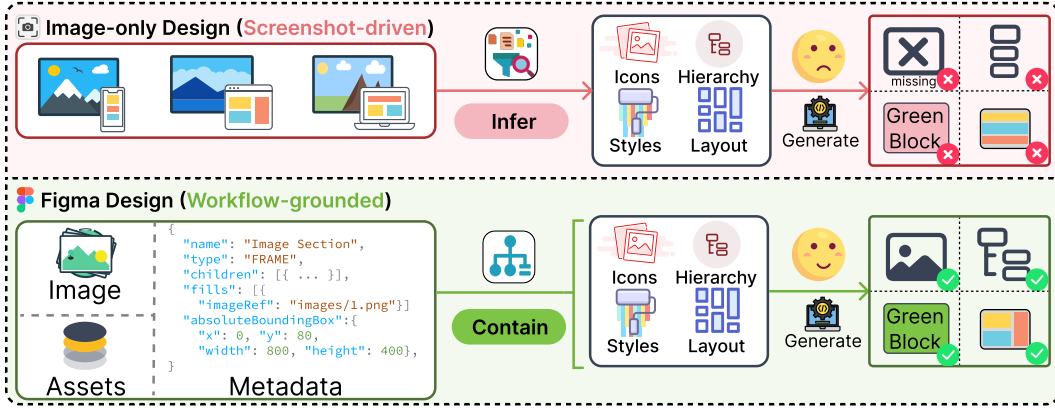 Image-only Design (Screenshot-driven)
Infer
Icons Hierarchy
Styles Layout
Generate
missing
Green
Block
Figma Design (Workflow-grounded)
Image
Assets
{
"name": "Image Section",
"type": "FRAME",
"children": [{ ... }],
"fills": [{
"imageRef": "images/1.png"}]
"absoluteBoundingBox":{
"x": 0, "y": 80,
"width": 800, "height": 400},
}
Metadata
Contain
Icons Hierarchy
Styles Layout
Generate
Green
Block